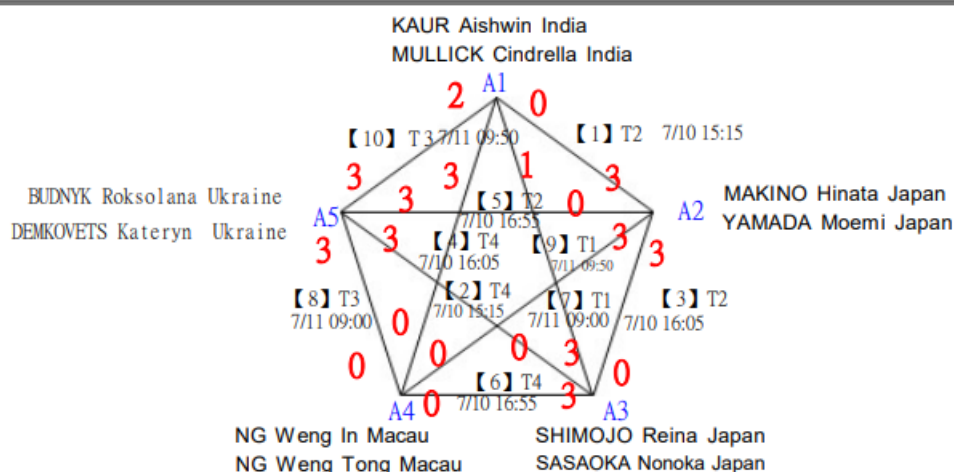 KAUR Aishwin India
MULLICK Cindrella India
A1
2 0
【10】 T3 7/11 09:50
【1】 T2 7/10 15:15
3 3 1 3
BUDNYK Roksolana Ukraine
DEMKOVETS Kateryn Ukraine
A5
3 0
【5】 T2
7/10 16:55
A2
MAKINO Hinata Japan
YAMADA Moemi Japan
3 3 3 3
【4】 T4
7/10 16:05
【9】 T1
7/11 09:50
【8】 T3
7/11 09:00
【2】 T4
7/10 15:15
【7】 T1
7/11 09:00
【3】 T2
7/10 16:05
0
0 0 0 3 0
【6】 T4
7/10 16:55
A4 0 3 A3
NG Weng In Macau
NG Weng Tong Macau
SHIMOJO Reina Japan
SASAOKA Nonoka Japan